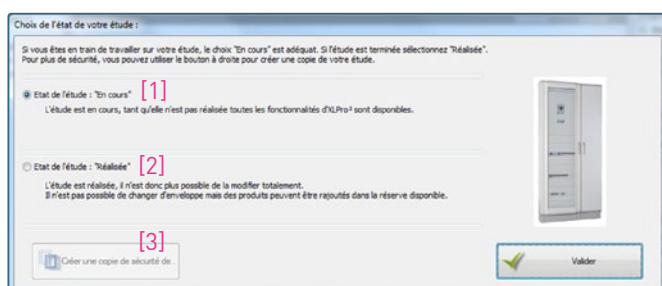 Choix de l'état de votre étude :
Si vous êtes en train de travailler sur votre étude, le choix "En cours" est adéquat. Si l'étude est terminée sélectionnez "Réalisée".
Pour plus de sécurité, vous pouvez utiliser le bouton à droite pour créer une copie de votre étude.
Etat de l'étude : "En cours" [1]
L'étude est en cours, tant qu'elle n'est pas réalisée toutes les fonctionnalités d'XLPro³ sont disponibles.
Etat de l'étude : "Réalisée" [2]
L'étude est réalisée, il n'est donc plus possible de la modifier totalement.
Il n'est pas possible de changer d'enveloppe mais des produits peuvent être rajoutés dans la réserve disponible.
[3]
Créer une copie de sécurité de...
Valider